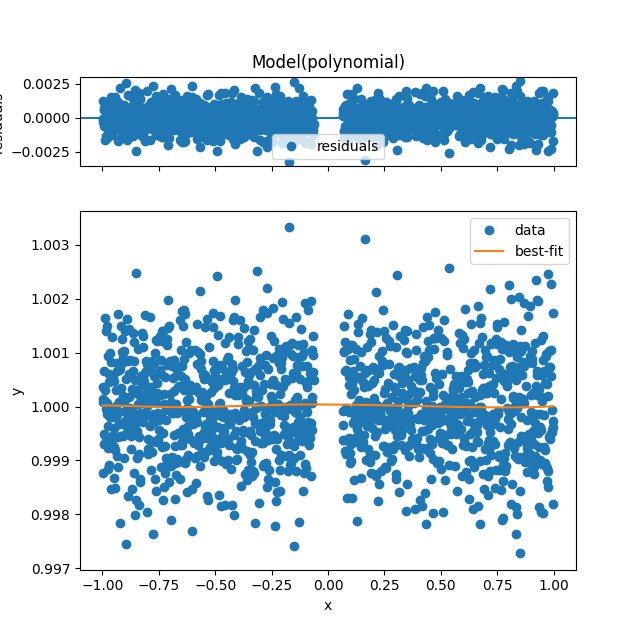 Model(polynomial)
0.0025
0.0000
−0.0025
residuals
residuals
1.003
1.002
1.001
1.000
0.999
0.998
0.997
y
data
best-fit
−1.00 −0.75 −0.50 −0.25 0.00 0.25 0.50 0.75 1.00
x